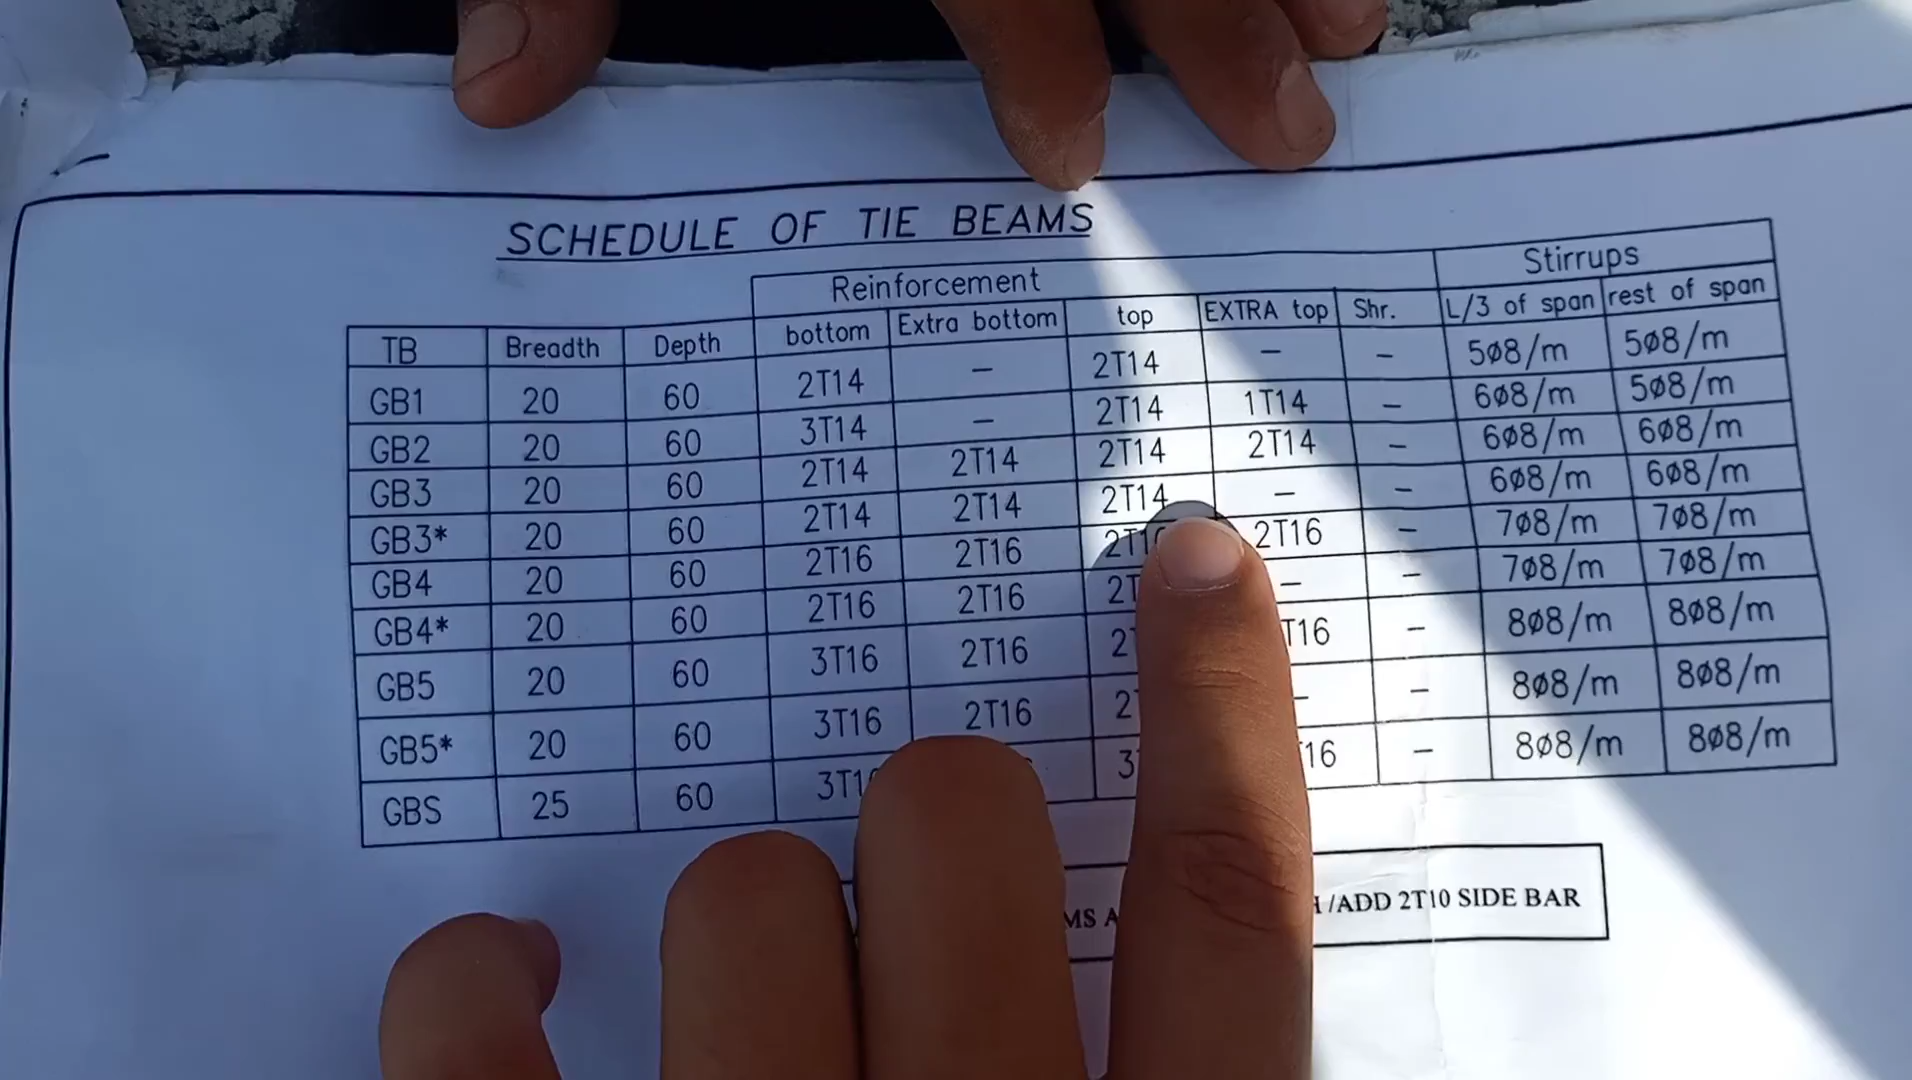 SCHEDULE OF TIE BEAMS
Reinforcement Stirrups
TB Breadth Depth bottom Extra bottom top EXTRA top Shr. L/3 of span rest of span
GB1 20 60 2T14 - 2T14 - - 5ø8/m 5ø8/m
GB2 20 60 3T14 - 2T14 1T14 - 6ø8/m 5ø8/m
GB3 20 60 2T14 2T14 2T14 2T14 - 6ø8/m 6ø8/m
GB3* 20 60 2T14 2T14 2T14 - - 6ø8/m 6ø8/m
GB4 20 60 2T16 2T16 2T16 - 7ø8/m 7ø8/m
GB4* 20 60 2T16 2T16 - - 7ø8/m 7ø8/m
GB5 20 60 3T16 2T16 T16 - 8ø8/m 8ø8/m
GB5* 20 60 3T16 2T16 - - 8ø8/m 8ø8/m
GBS 25 60 16 - 8ø8/m 8ø8/m
/ADD 2T10 SIDE BAR